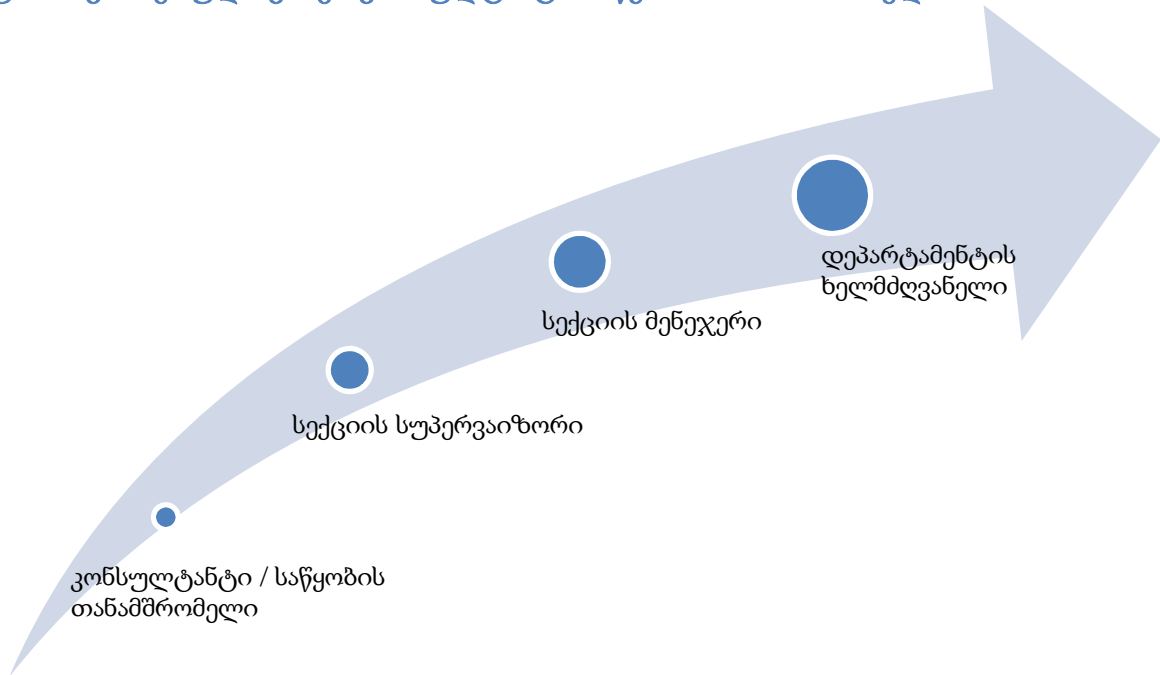 დეპარტამენტის
ხელმძღვანელი
სექციის მენეჯერი
სექციის სუპერვაიზორი
კონსულტანტი / საწყობის
თანამშრომელი